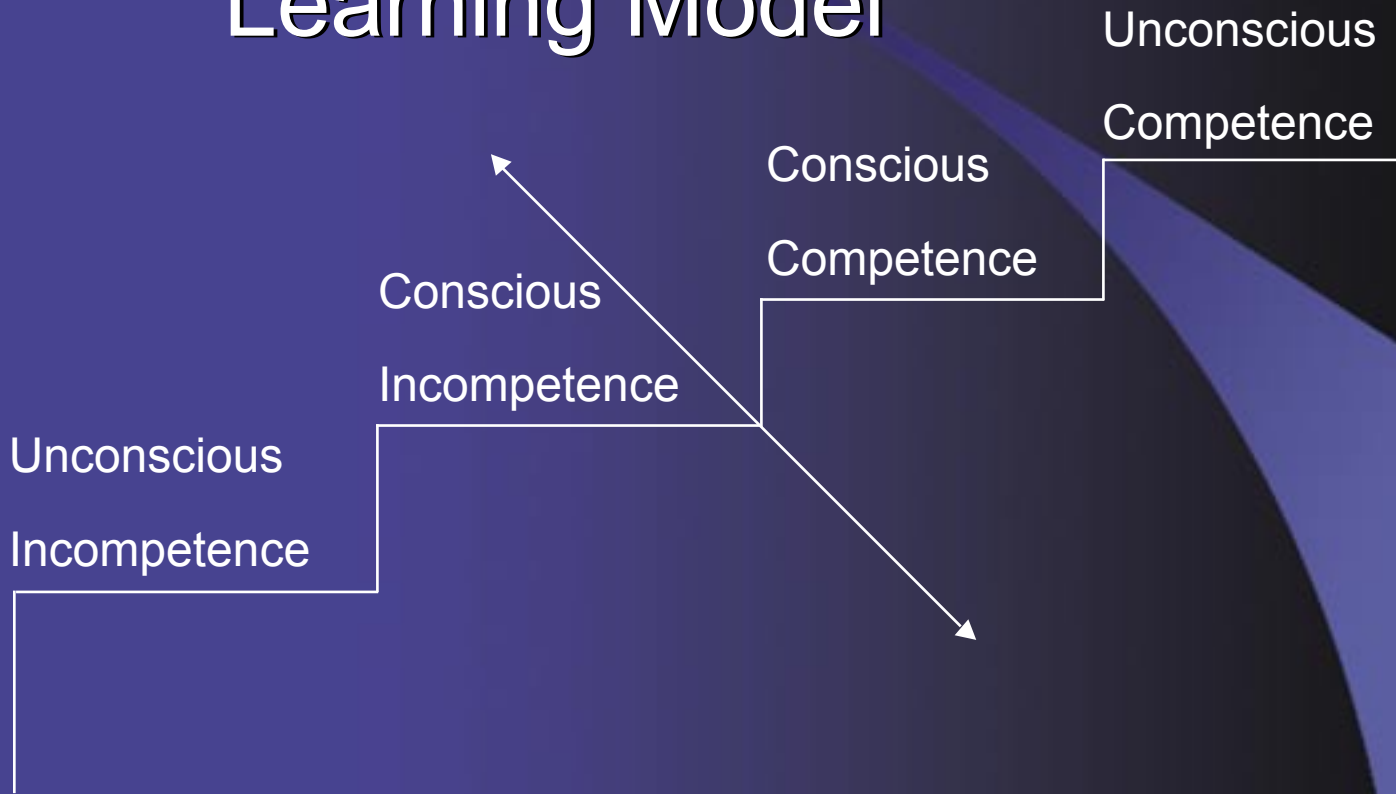 Learning Model
Unconscious
Incompetence
Conscious
Incompetence
Conscious
Competence
Unconscious
Competence